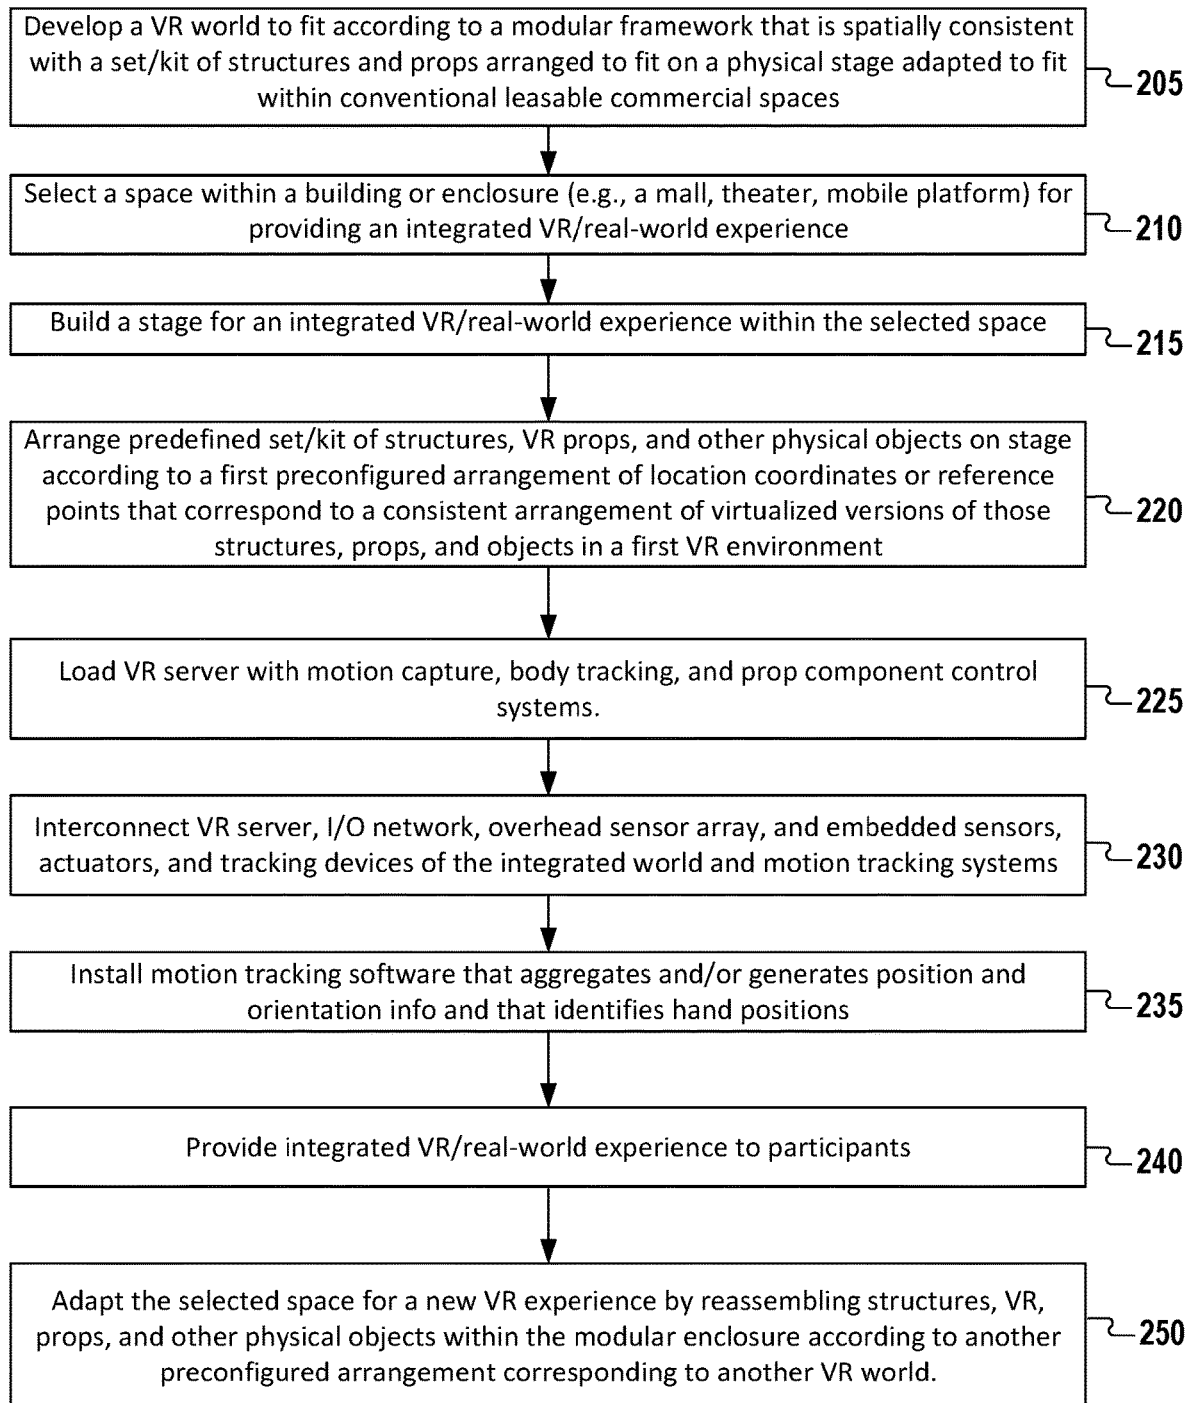 Develop a VR world to fit according to a modular framework that is spatially consistent
with a set/kit of structures and props arranged to fit on a physical stage adapted to fit
within conventional leasable commercial spaces
205
Select a space within a building or enclosure (e.g., a mall, theater, mobile platform) for
providing an integrated VR/real-world experience
210
Build a stage for an integrated VR/real-world experience within the selected space
215
Arrange predefined set/kit of structures, VR props, and other physical objects on stage
according to a first preconfigured arrangement of location coordinates or reference
points that correspond to a consistent arrangement of virtualized versions of those
structures, props, and objects in a first VR environment
220
Load VR server with motion capture, body tracking, and prop component control
systems.
225
Interconnect VR server, I/O network, overhead sensor array, and embedded sensors,
actuators, and tracking devices of the integrated world and motion tracking systems
230
Install motion tracking software that aggregates and/or generates position and
orientation info and that identifies hand positions
235
Provide integrated VR/real-world experience to participants
240
Adapt the selected space for a new VR experience by reassembling structures, VR,
props, and other physical objects within the modular enclosure according to another
preconfigured arrangement corresponding to another VR world.
250